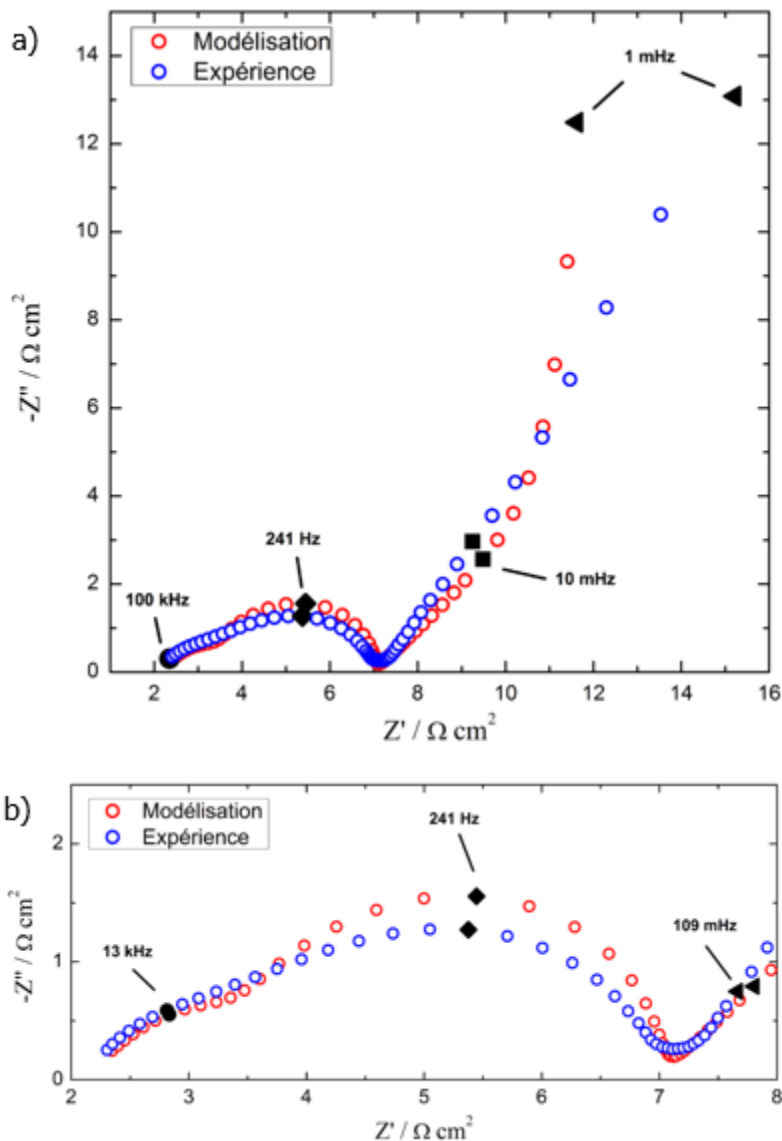 a)
Modélisation
Expérience
1 mHz
14
12
10
8
6
4
2
0
-Z'' / Ω cm²
241 Hz
100 kHz
10 mHz
2 4 6 8 10 12 14 16
Z' / Ω cm²
b)
Modélisation
Expérience
241 Hz
13 kHz
109 mHz
2
1
0
-Z'' / Ω cm²
2 3 4 5 6 7 8
Z' / Ω cm²